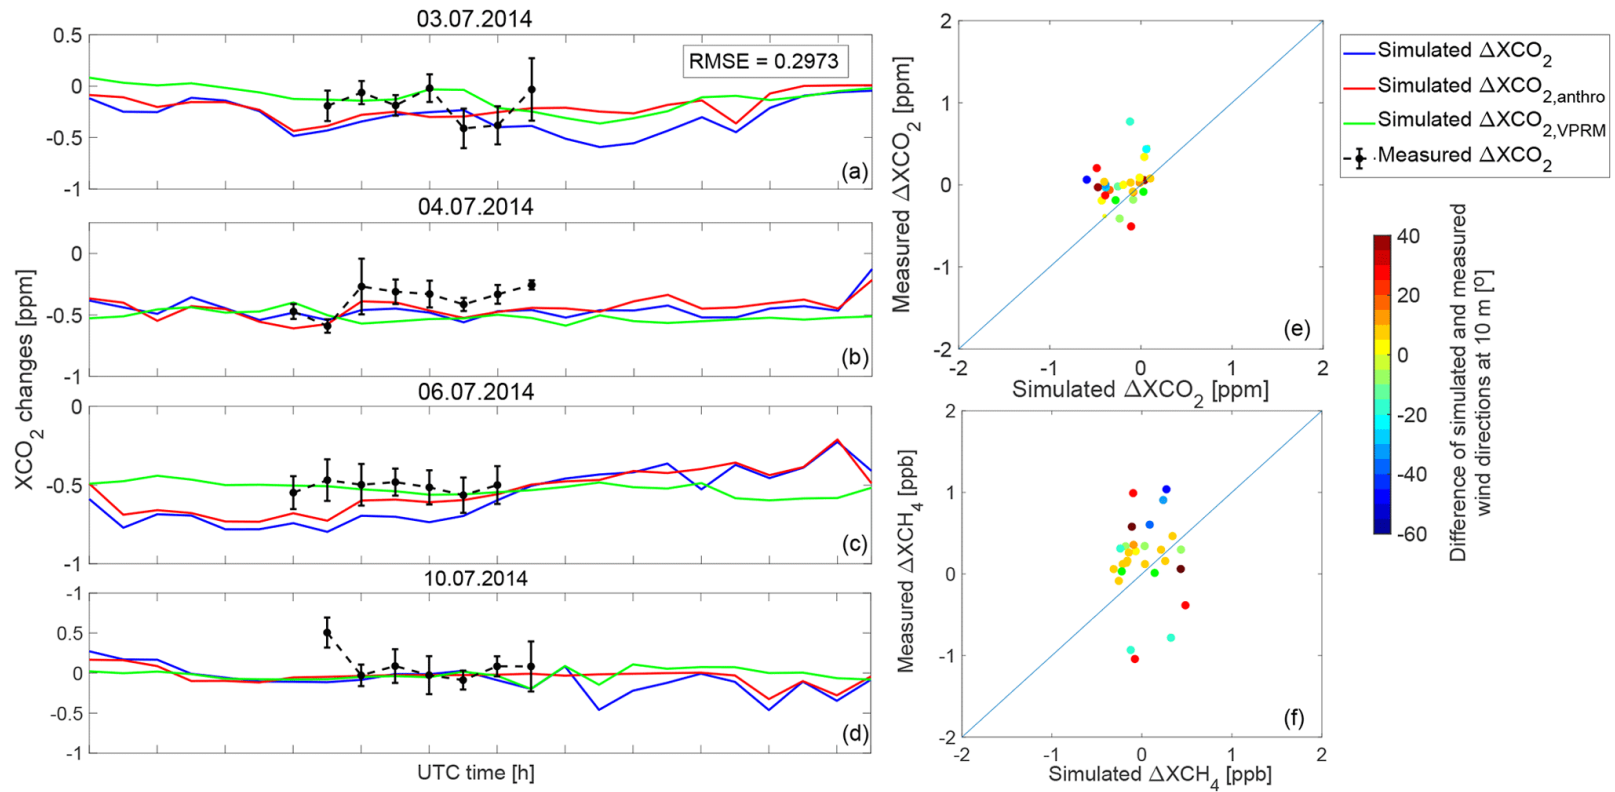 03.07.2014
0.5
0
-0.5
-1
RMSE = 0.2973
(a)
04.07.2014
0
-0.5
-1
(b)
XCO2 changes [ppm]
06.07.2014
0
-0.5
-1
(c)
10.07.2014
-1
0.5
0
-0.5
-1
(d)
UTC time [h]
2
1
0
-1
-2
Measured ΔXCO2 [ppm]
(e)
-2
-1
0
1
2
Simulated ΔXCO2 [ppm]
2
1
0
-1
-2
Measured ΔXCH4 [ppb]
(f)
-2
-1
0
1
2
Simulated ΔXCH4 [ppb]
Simulated ΔXCO2
Simulated ΔXCO2,anthro
Simulated ΔXCO2,VPRM
Measured ΔXCO2
40
20
0
-20
-40
-60
Difference of simulated and measured
wind directions at 10 m [º]